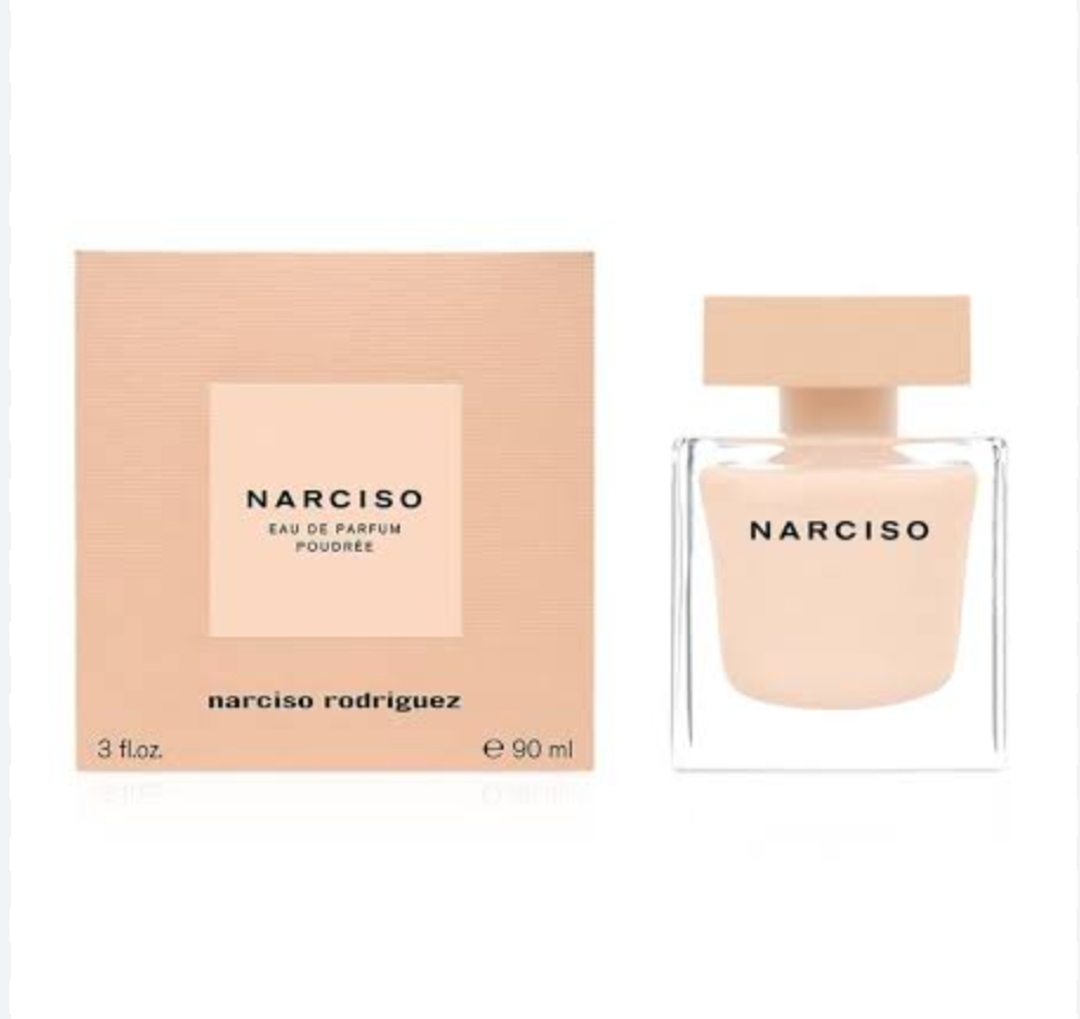 NARCISO
EAU DE PARFUM
POUDRÉE
narciso rodriguez
3 fl.oz.
℮ 90 ml
NARCISO